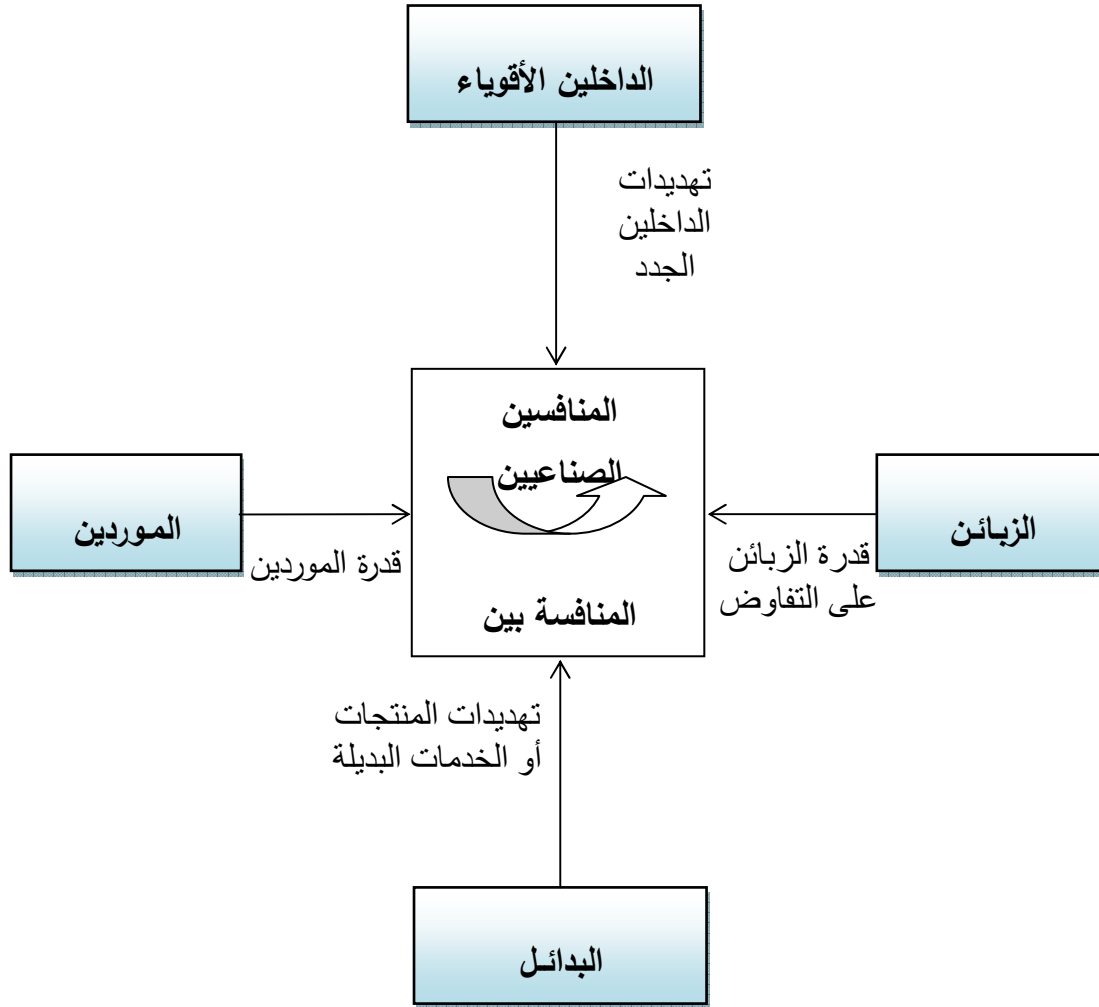 الداخلين الأقوياء
تهديدات
الداخلين
الجدد
المنافسين
الصناعيين
المنافسة بين
الزبائن
قدرة الزبائن
على التفاوض
الموردين
قدرة الموردين
تهديدات المنتجات
أو الخدمات البديلة
البدائل